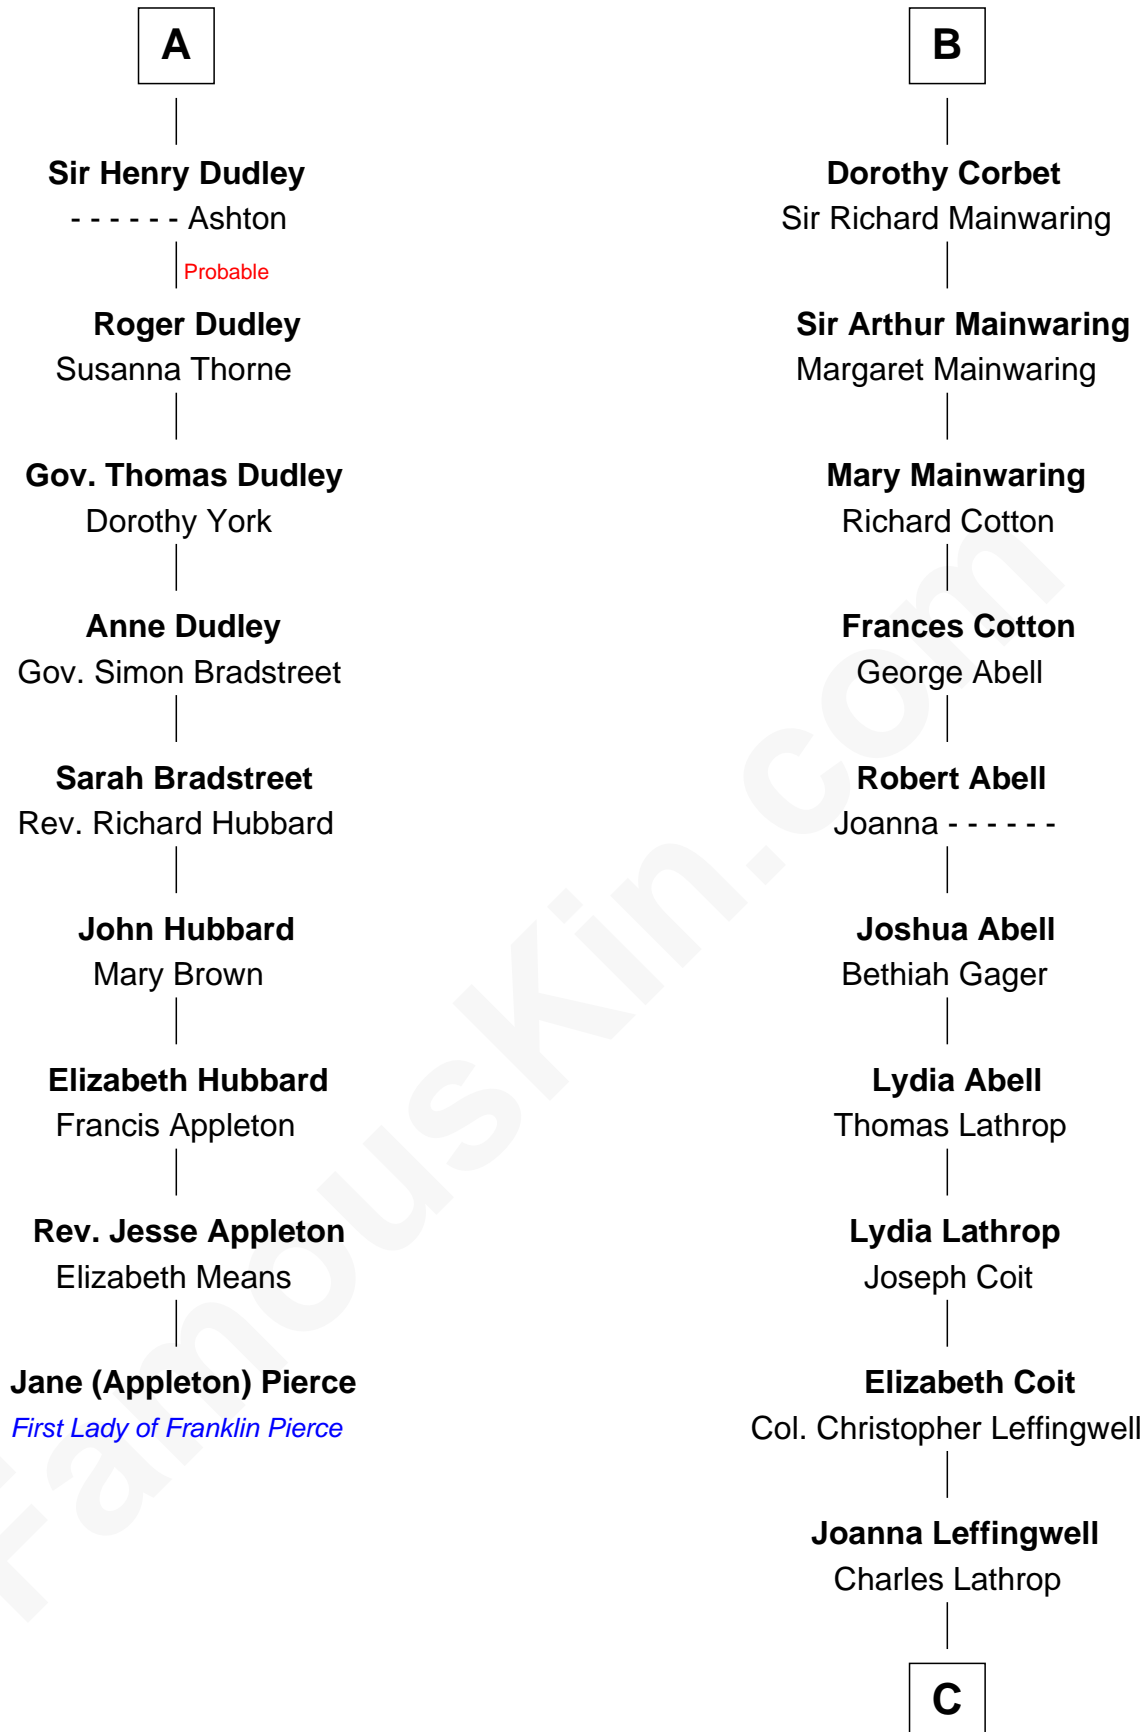 A
Sir Henry Dudley
- - - - - - Ashton
Probable
Roger Dudley
Susanna Thorne
Gov. Thomas Dudley
Dorothy York
Anne Dudley
Gov. Simon Bradstreet
Sarah Bradstreet
Rev. Richard Hubbard
John Hubbard
Mary Brown
Elizabeth Hubbard
Francis Appleton
Rev. Jesse Appleton
Elizabeth Means
Jane (Appleton) Pierce
First Lady of Franklin Pierce
B
Dorothy Corbet
Sir Richard Mainwaring
Sir Arthur Mainwaring
Margaret Mainwaring
Mary Mainwaring
Richard Cotton
Frances Cotton
George Abell
Robert Abell
Joanna - - - - - -
Joshua Abell
Bethiah Gager
Lydia Abell
Thomas Lathrop
Lydia Lathrop
Joseph Coit
Elizabeth Coit
Col. Christopher Leffingwell
Joanna Leffingwell
Charles Lathrop
C
FamousKin.com